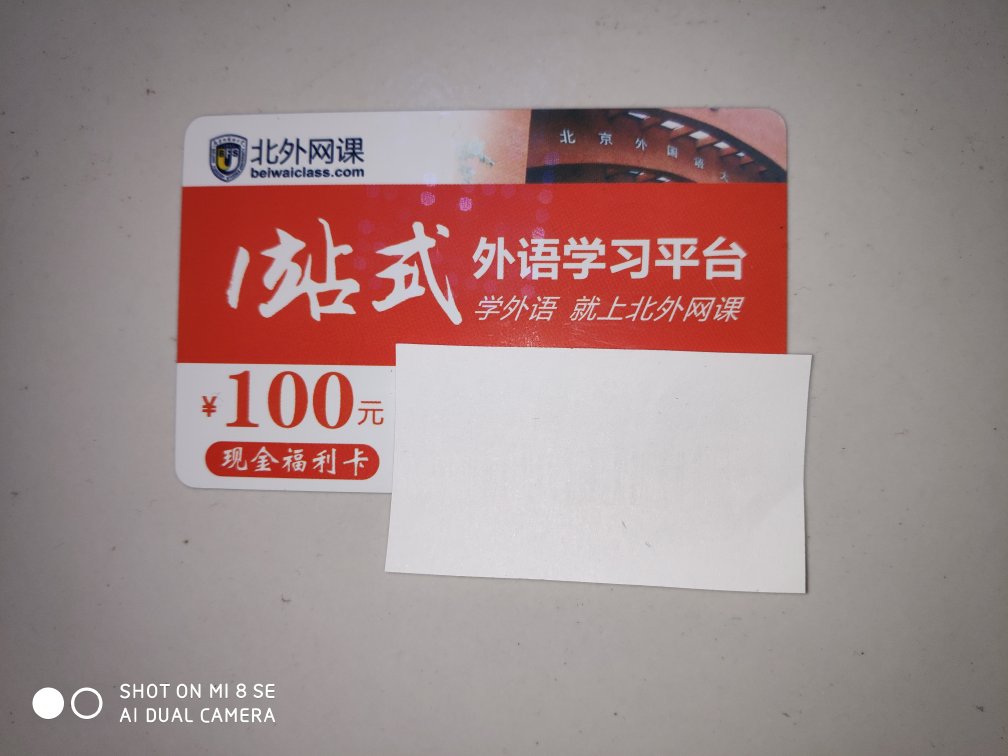 北外网课
beiwaiclass.com
北京外国语大
1站式
外语学习平台
学外语 就上北外网课
¥100元
现金福利卡
SHOT ON MI 8 SE
AI DUAL CAMERA